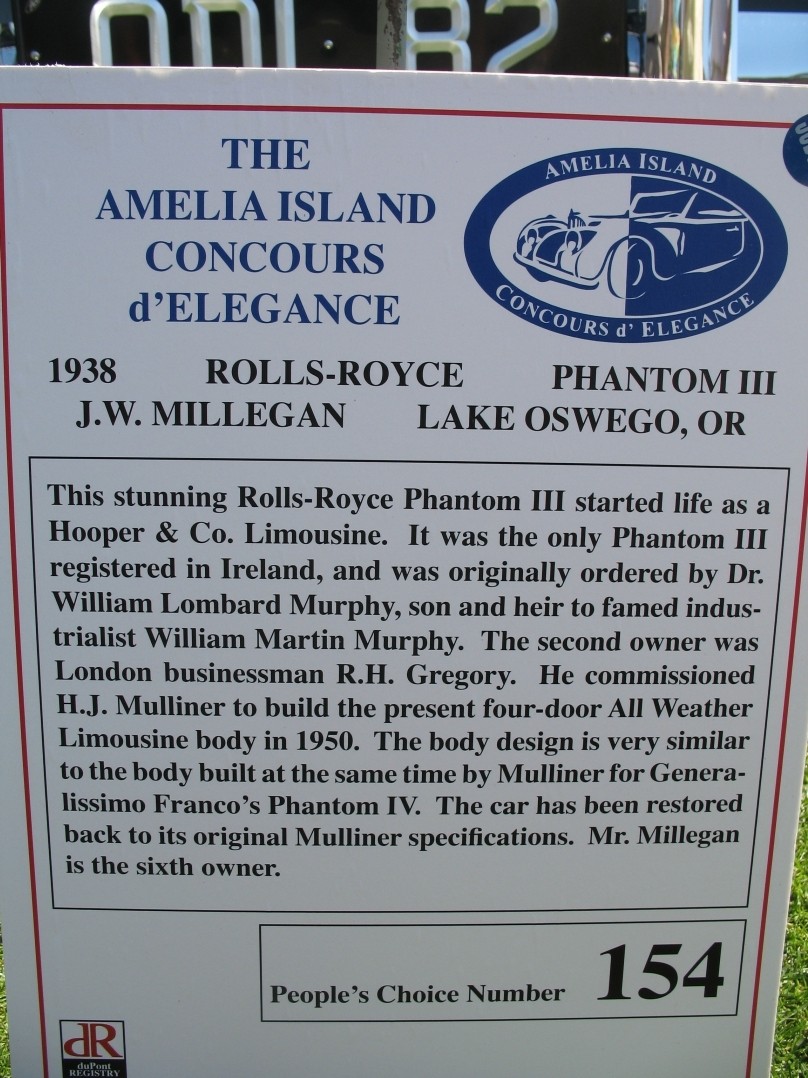 82
THE
AMELIA ISLAND
CONCOURS
d'ELEGANCE
AMELIA ISLAND
CONCOURS d' ELEGANCE
1938 ROLLS-ROYCE PHANTOM III
J.W. MILLEGAN LAKE OSWEGO, OR
This stunning Rolls-Royce Phantom III started life as a
Hooper & Co. Limousine. It was the only Phantom III
registered in Ireland, and was originally ordered by Dr.
William Lombard Murphy, son and heir to famed indus-
trialist William Martin Murphy. The second owner was
London businessman R.H. Gregory. He commissioned
H.J. Mulliner to build the present four-door All Weather
Limousine body in 1950. The body design is very similar
to the body built at the same time by Mulliner for Genera-
lissimo Franco's Phantom IV. The car has been restored
back to its original Mulliner specifications. Mr. Millegan
is the sixth owner.
People's Choice Number 154
dR
duPont
REGISTRY